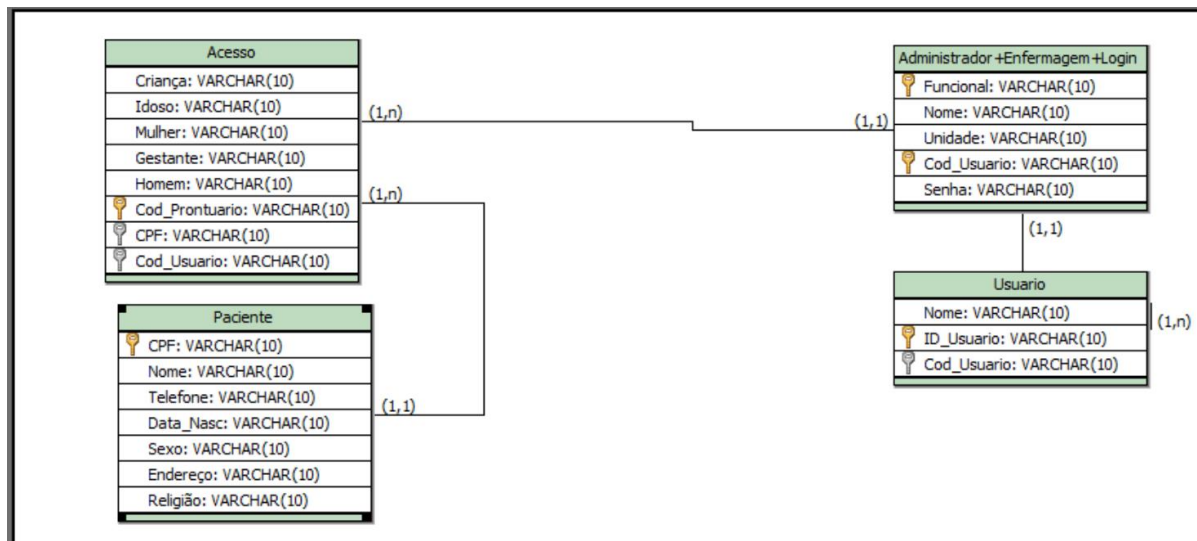 Acesso
Criança: VARCHAR(10)
Idoso: VARCHAR(10)
Mulher: VARCHAR(10)
Gestante: VARCHAR(10)
Homem: VARCHAR(10)
Cod_Prontuario: VARCHAR(10)
CPF: VARCHAR(10)
Cod_Usuario: VARCHAR(10)
(1,n)
(1,n)
Paciente
CPF: VARCHAR(10)
Nome: VARCHAR(10)
Telefone: VARCHAR(10)
Data_Nasc: VARCHAR(10)
Sexo: VARCHAR(10)
Endereço: VARCHAR(10)
Religião: VARCHAR(10)
(1,1)
Administrador+Enfermagem+Login
Funcional: VARCHAR(10)
Nome: VARCHAR(10)
Unidade: VARCHAR(10)
Cod_Usuario: VARCHAR(10)
Senha: VARCHAR(10)
(1,1)
(1,1)
Usuario
Nome: VARCHAR(10)
ID_Usuario: VARCHAR(10)
Cod_Usuario: VARCHAR(10)
(1,n)